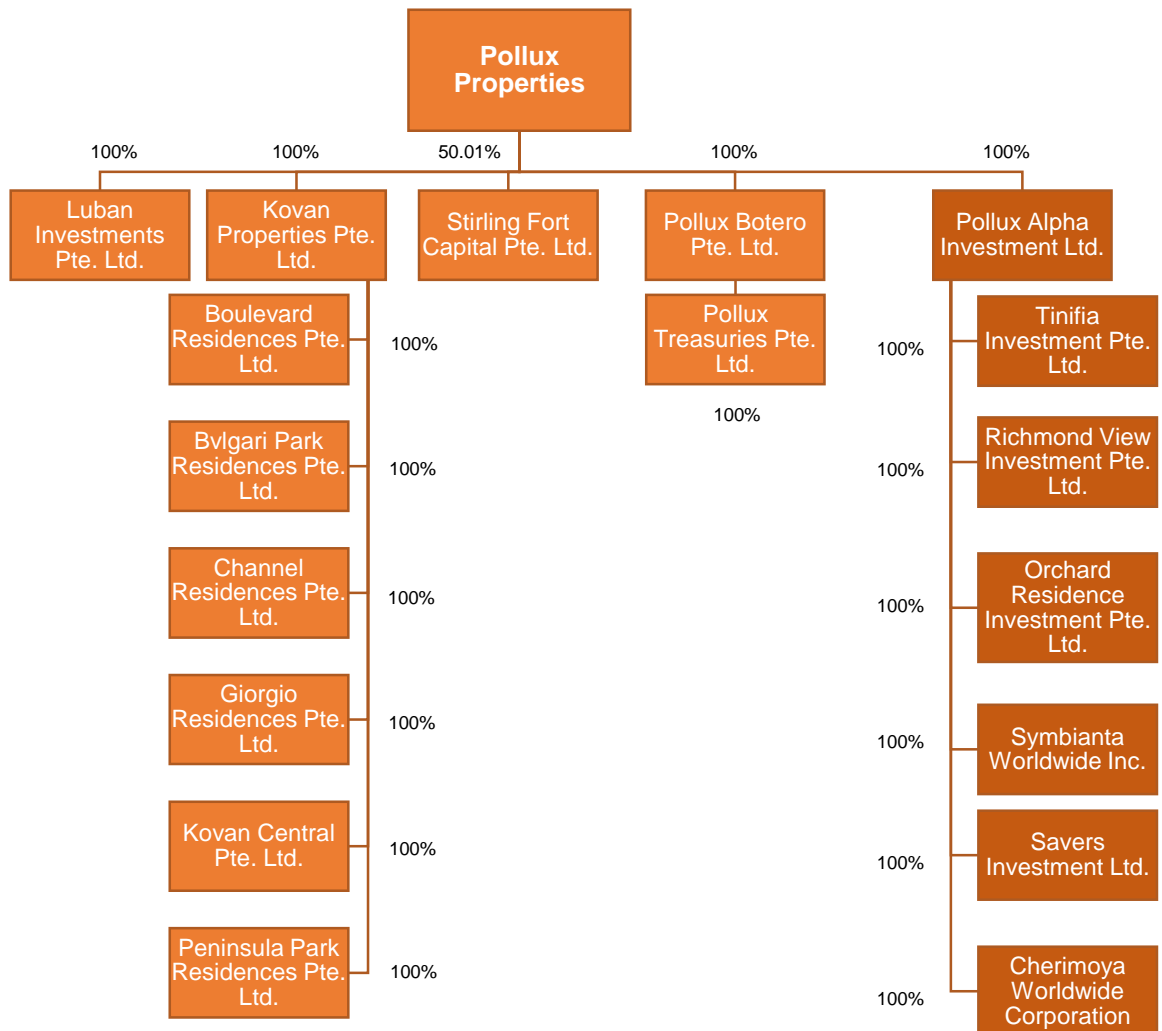 Pollux
Properties
100%
100%
50.01%
100%
100%
Luban
Investments
Pte. Ltd.
Kovan
Properties Pte.
Ltd.
Stirling Fort
Capital Pte. Ltd.
Pollux Botero
Pte. Ltd.
Pollux Alpha
Investment Ltd.
Boulevard
Residences Pte.
Ltd.
100%
Bvlgari Park
Residences Pte.
Ltd.
100%
Channel
Residences Pte.
Ltd.
100%
Giorgio
Residences Pte.
Ltd.
100%
Kovan Central
Pte. Ltd.
100%
Peninsula Park
Residences Pte.
Ltd.
100%
Pollux
Treasuries Pte.
Ltd.
100%
100%
Tinifia
Investment Pte.
Ltd.
100%
Richmond View
Investment Pte.
Ltd.
100%
Orchard
Residence
Investment Pte.
Ltd.
100%
Symbianta
Worldwide Inc.
100%
Savers
Investment Ltd.
100%
Cherimoya
Worldwide
Corporation